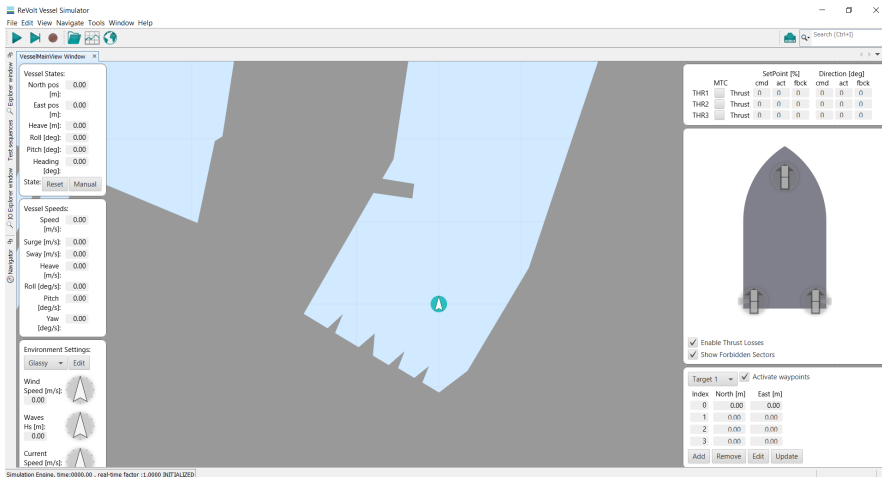 ReVolt Vessel Simulator
File Edit View Navigate Tools Window Help
Search (Ctrl+I)
VesselMainView Window ×
Explorer window
Test sequences
IO Explorer window
Navigator
Vessel States:
North pos [m]: 0.00
East pos [m]: 0.00
Heave [m]: 0.00
Roll [deg]: 0.00
Pitch [deg]: 0.00
Heading [deg]: 0.00
State: Reset Manual
Vessel Speeds:
Speed [m/s]: 0.00
Surge [m/s]: 0.00
Sway [m/s]: 0.00
Heave [m/s]: 0.00
Roll [deg/s]: 0.00
Pitch [deg/s]: 0.00
Yaw [deg/s]: 0.00
Environment Settings:
Glassy Edit
Wind
Speed [m/s]:
0.00
Waves
Hs [m]:
0.00
Current
Speed [m/s]:
SetPoint [%] Direction [deg]
MTC cmd act fbck cmd act fbck
THR1 Thrust 0 0 0 0 0 0
THR2 Thrust 0 0 0 0 0 0
THR3 Thrust 0 0 0 0 0 0
Enable Thrust Losses
Show Forbidden Sectors
Target 1 Activate waypoints
Index North [m] East [m]
0 0.00 0.00
1 0.00 0.00
2 0.00 0.00
3 0.00 0.00
Add Remove Edit Update
Simulation Engine, time:0000.00 , real-time factor :1.0000 INITIALIZED